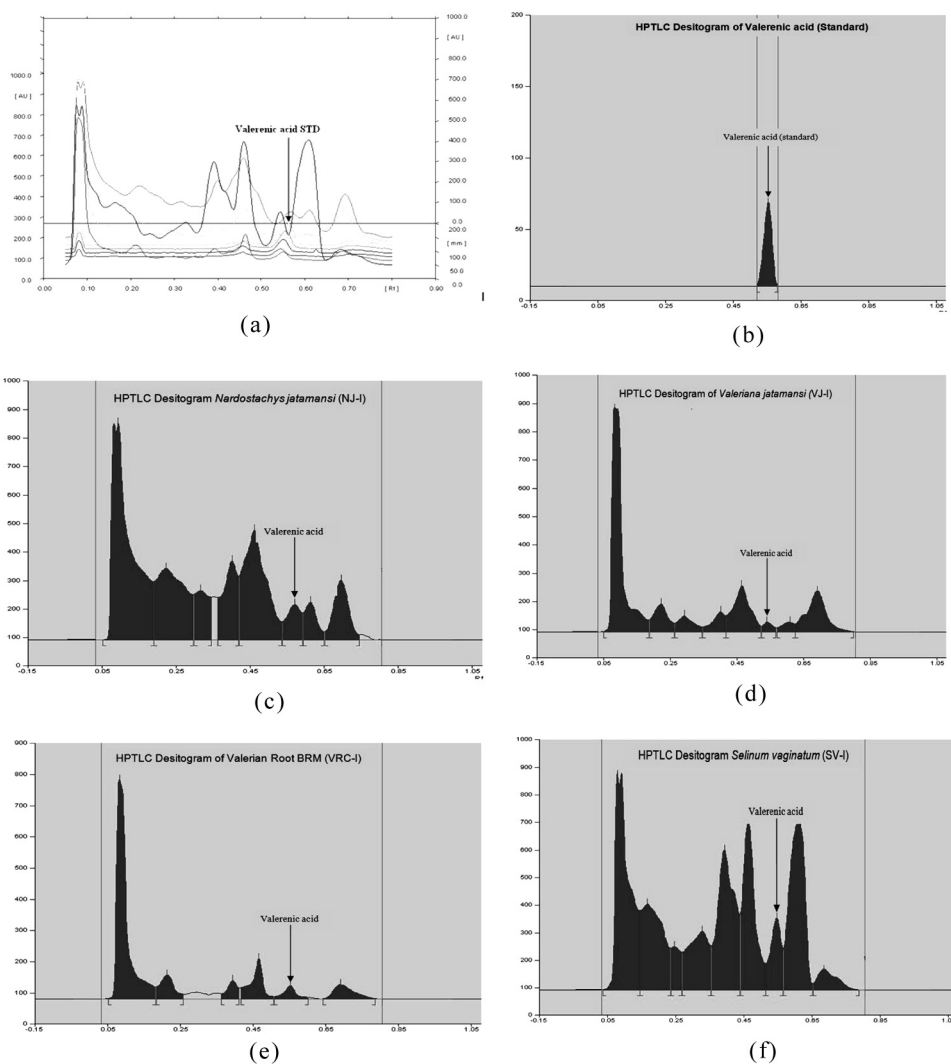 1000.0
[ AU ]
900.0
800.0
700.0
600.0
500.0
400.0
300.0
200.0
100.0
0.0
200.0
[ mm ]
100.0
50.0
0.0
1000.0
[ AU ]
800.0
700.0
600.0
500.0
400.0
300.0
200.0
100.0
0.0
Valerenic acid STD
0.00 0.10 0.20 0.30 0.40 0.50 0.60 0.70 [ Rf ] 0.90
(a)
HPTLC Desitogram of Valerenic acid (Standard)
Valerenic acid (standard)
200
150
100
50
0
-0.15 0.05 0.25 0.45 0.65 0.85 1.05
(b)
HPTLC Desitogram Nardostachys jatamansi (NJ-I)
Valerenic acid
1000
900
800
700
600
500
400
300
200
100
0
-0.15 0.05 0.25 0.45 0.65 0.85 1.05
(c)
HPTLC Desitogram of Valeriana jatamansi (VJ-I)
Valerenic acid
1000
900
800
700
600
500
400
300
200
100
0
-0.15 0.05 0.25 0.45 0.65 0.85 1.05
(d)
HPTLC Desitogram of Valerian Root BRM (VRC-I)
Valerenic acid
900
800
700
600
500
400
300
200
100
0
-0.15 0.05 0.25 0.45 0.65 0.85 1.05
(e)
HPTLC Desitogram Selinum vaginatum (SV-I)
Valerenic acid
1000
900
800
700
600
500
400
300
200
100
0
-0.15 0.05 0.25 0.45 0.65 0.85 1.05
(f)